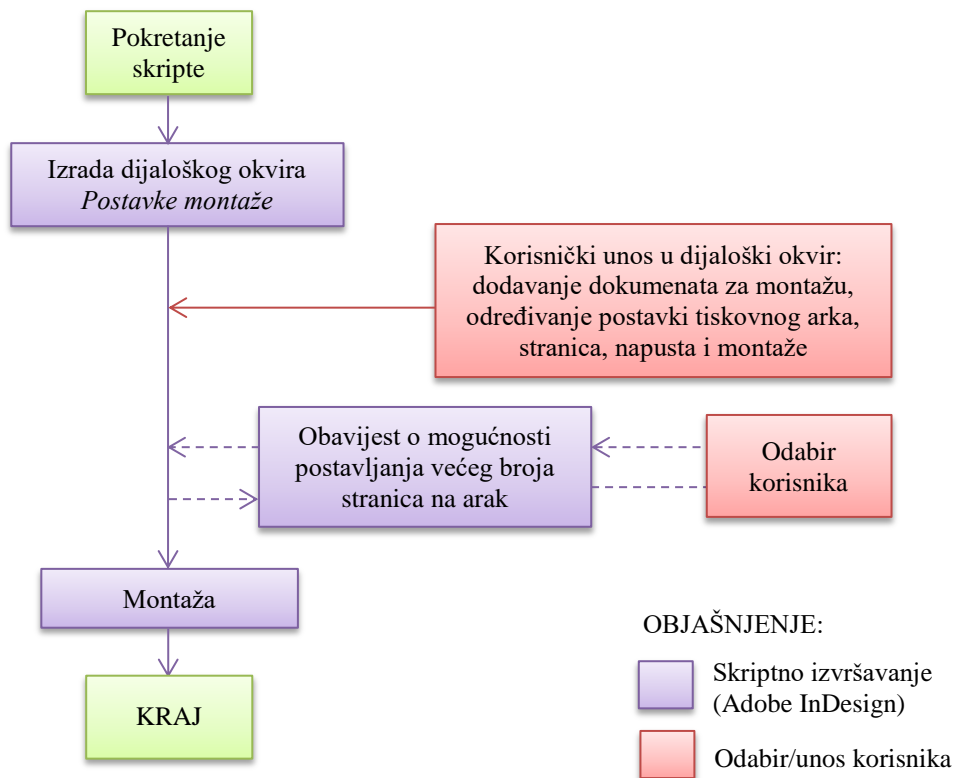 Pokretanje
skripte
Izrada dijaloškog okvira
Postavke montaže
Korisnički unos u dijaloški okvir:
dodavanje dokumenata za montažu,
određivanje postavki tiskovnog arka,
stranica, napusta i montaže
Obavijest o mogućnosti
postavljanja većeg broja
stranica na arak
Odabir
korisnika
Montaža
KRAJ
OBJAŠNJENJE:
Skriptno izvršavanje
(Adobe InDesign)
Odabir/unos korisnika